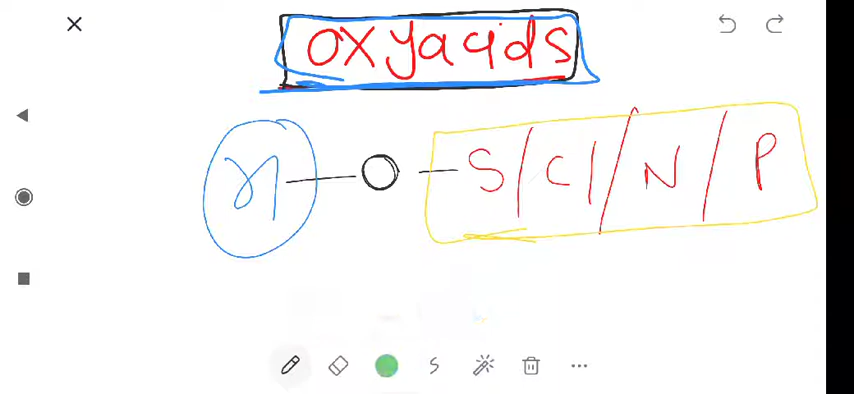 oxyacids
H - O - S / Cl / N / P